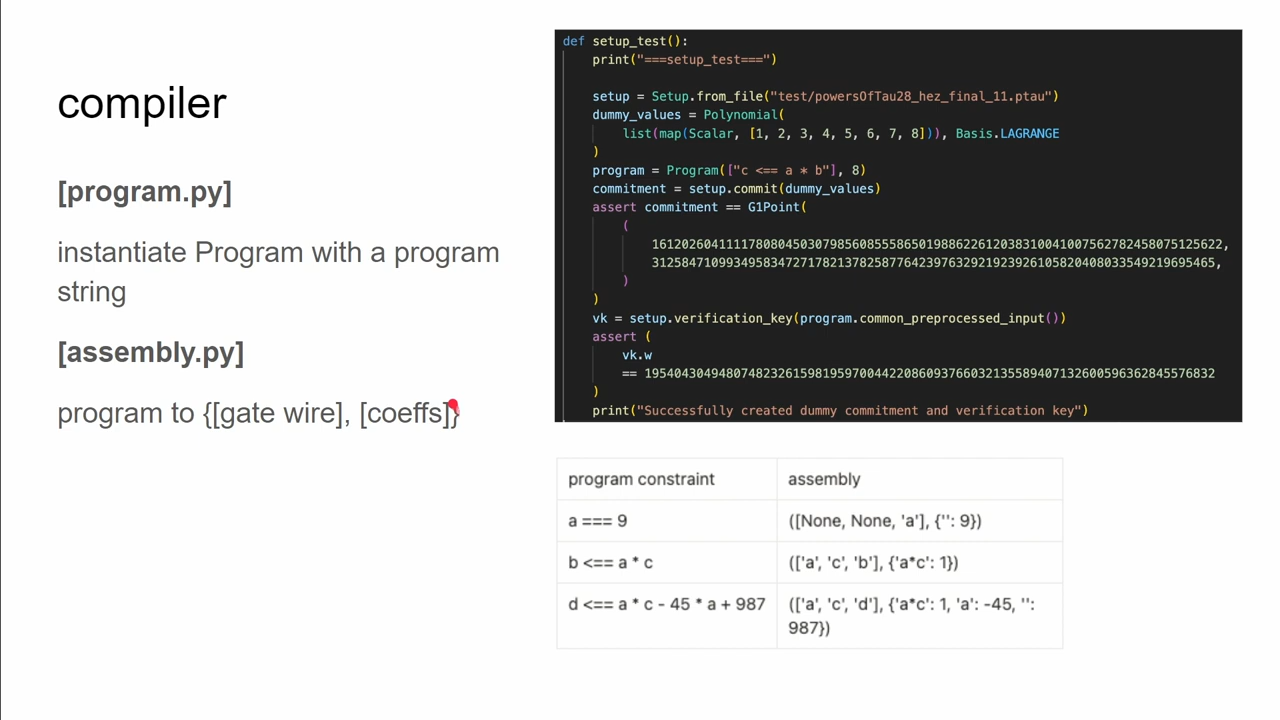 compiler
[program.py]
instantiate Program with a program
string
[assembly.py]
program to {[gate wire], [coeffs]}
def setup_test():
print("===setup_test===")
setup = Setup.from_file("test/powersOfTau28_hez_final_11.ptau")
dummy_values = Polynomial(
list(map(Scalar, [1, 2, 3, 4, 5, 6, 7, 8])), Basis.LAGRANGE
)
program = Program(["c <== a * b"], 8)
commitment = setup.commit(dummy_values)
assert commitment == G1Point(
(
16120260411117808045030798560855586501988622612038310041007562782458075125622,
3125847109934958347271782137825877642397632921923926105820408033549219695465,
)
)
vk = setup.verification_key(program.common_preprocessed_input())
assert (
vk.w
== 19540430494807482326159819597004422086093766032135589407132600596362845576832
)
print("Successfully created dummy commitment and verification key")
program constraint assembly
a === 9 ([None, None, 'a'], {'': 9})
b <== a * c (['a', 'c', 'b'], {'a*c': 1})
d <== a * c - 45 * a + 987 (['a', 'c', 'd'], {'a*c': 1, 'a': -45, '':
987})